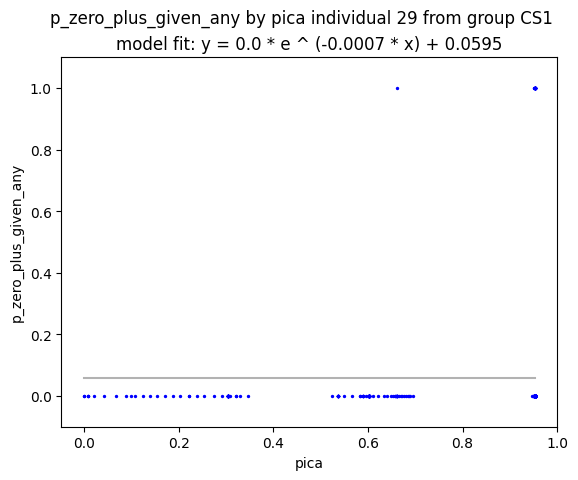 p_zero_plus_given_any by pica individual 29 from group CS1
model fit: y = 0.0 * e ^ (-0.0007 * x) + 0.0595
1.0
0.8
0.6
0.4
0.2
0.0
p_zero_plus_given_any
0.0 0.2 0.4 0.6 0.8 1.0
pica